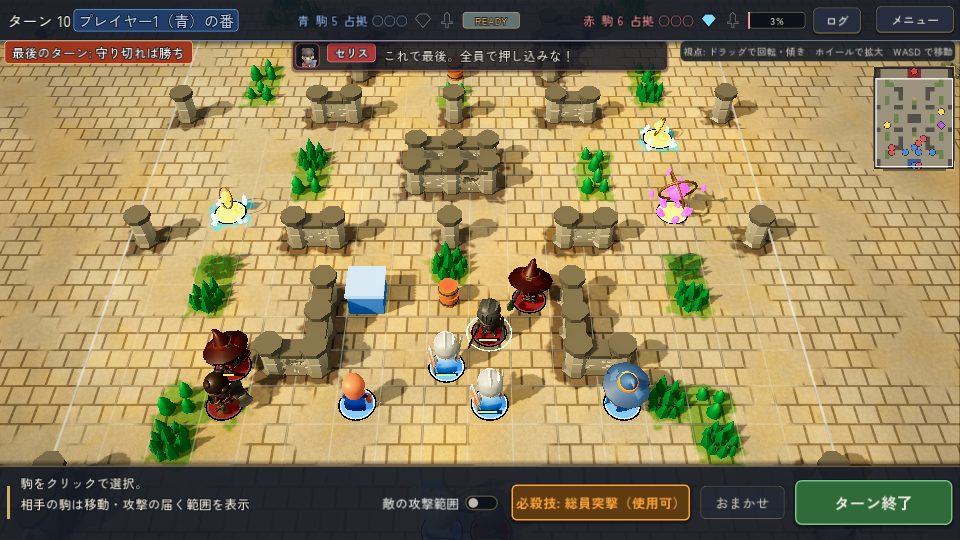 ターン 10 プレイヤー1（青）の番
青 駒 5 占拠 READY 赤 駒 6 占拠 3% ログ メニュー
最後のターン: 守り切れば勝ち
セリス これで最後。全員で押し込みな！
視点: ドラッグで回転・傾き ホイールで拡大 WASD で移動
駒をクリックで選択。
相手の駒は移動・攻撃の届く範囲を表示
敵の攻撃範囲 必殺技: 総員突撃（使用可） おまかせ ターン終了